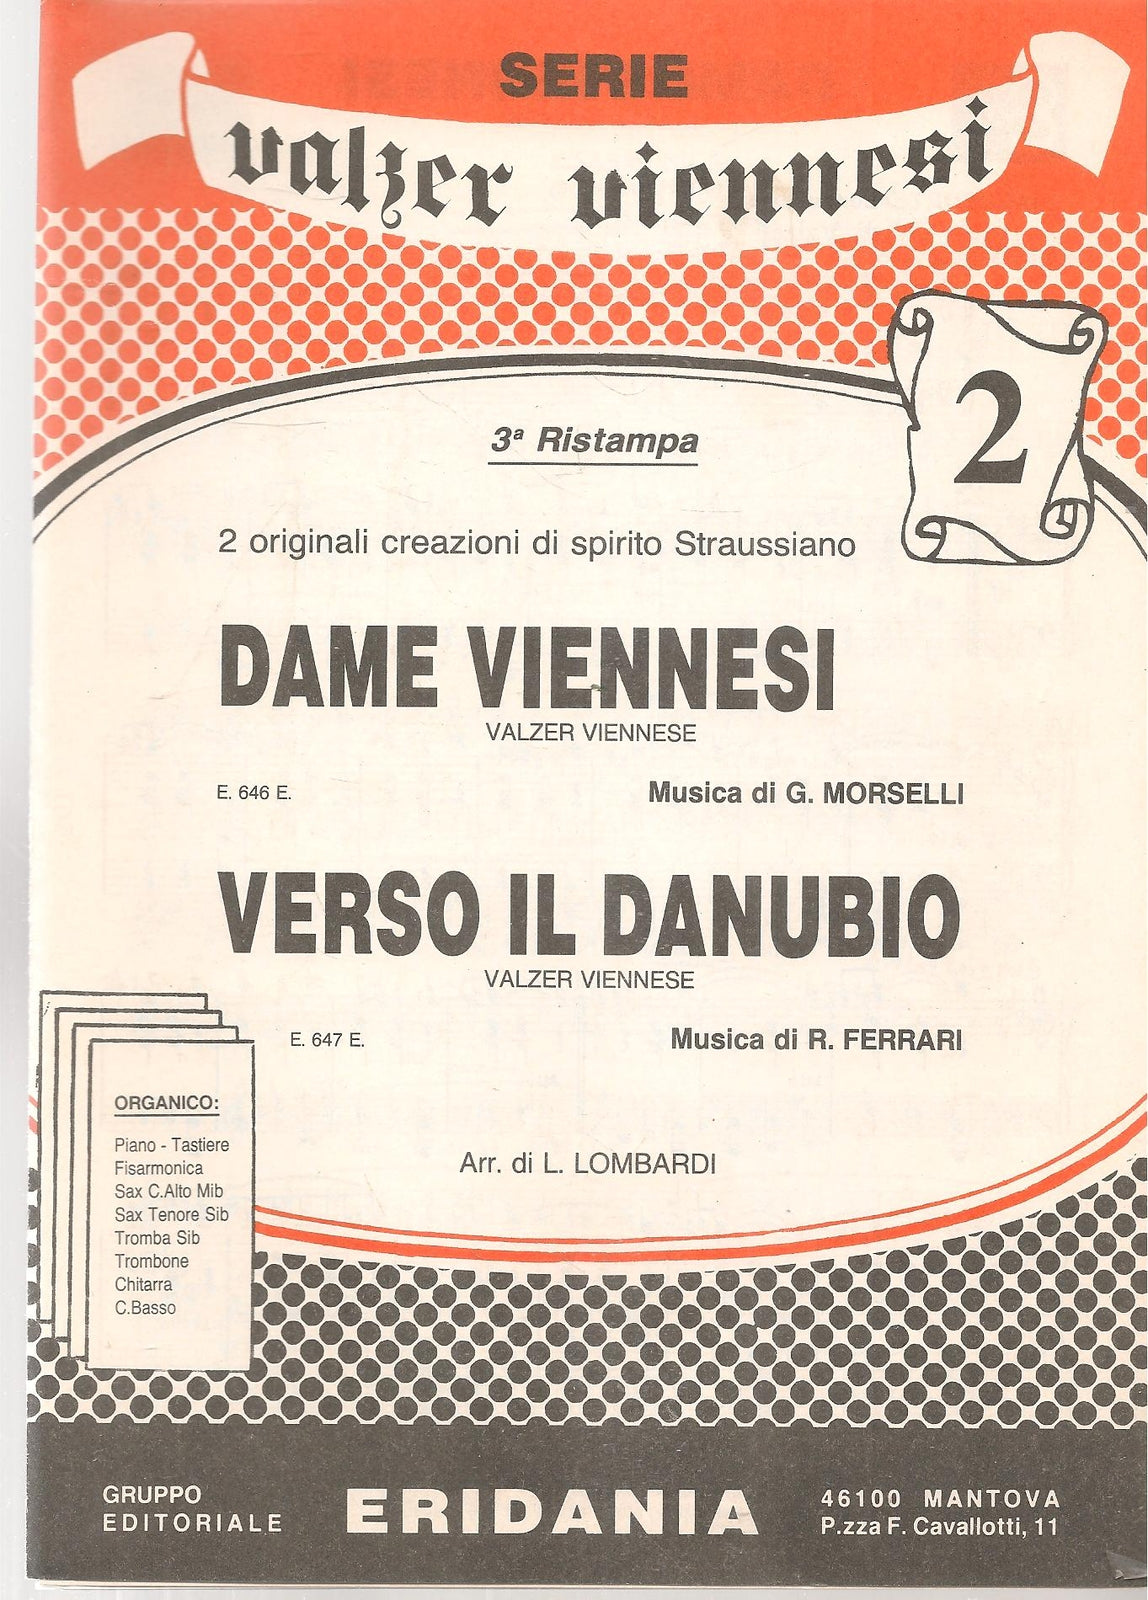 SERIE
valzer viennesi
2
3ª Ristampa
2 originali creazioni di spirito Straussiano
DAME VIENNESI
VALZER VIENNESE
E. 646 E.
Musica di G. MORSELLI
VERSO IL DANUBIO
VALZER VIENNESE
E. 647 E.
Musica di R. FERRARI
Arr. di L. LOMBARDI
ORGANICO:
Piano - Tastiere
Fisarmonica
Sax C.Alto Mib
Sax Tenore Sib
Tromba Sib
Trombone
Chitarra
C.Basso
GRUPPO
EDITORIALE
ERIDANIA
46100 MANTOVA
P.zza F. Cavallotti, 11